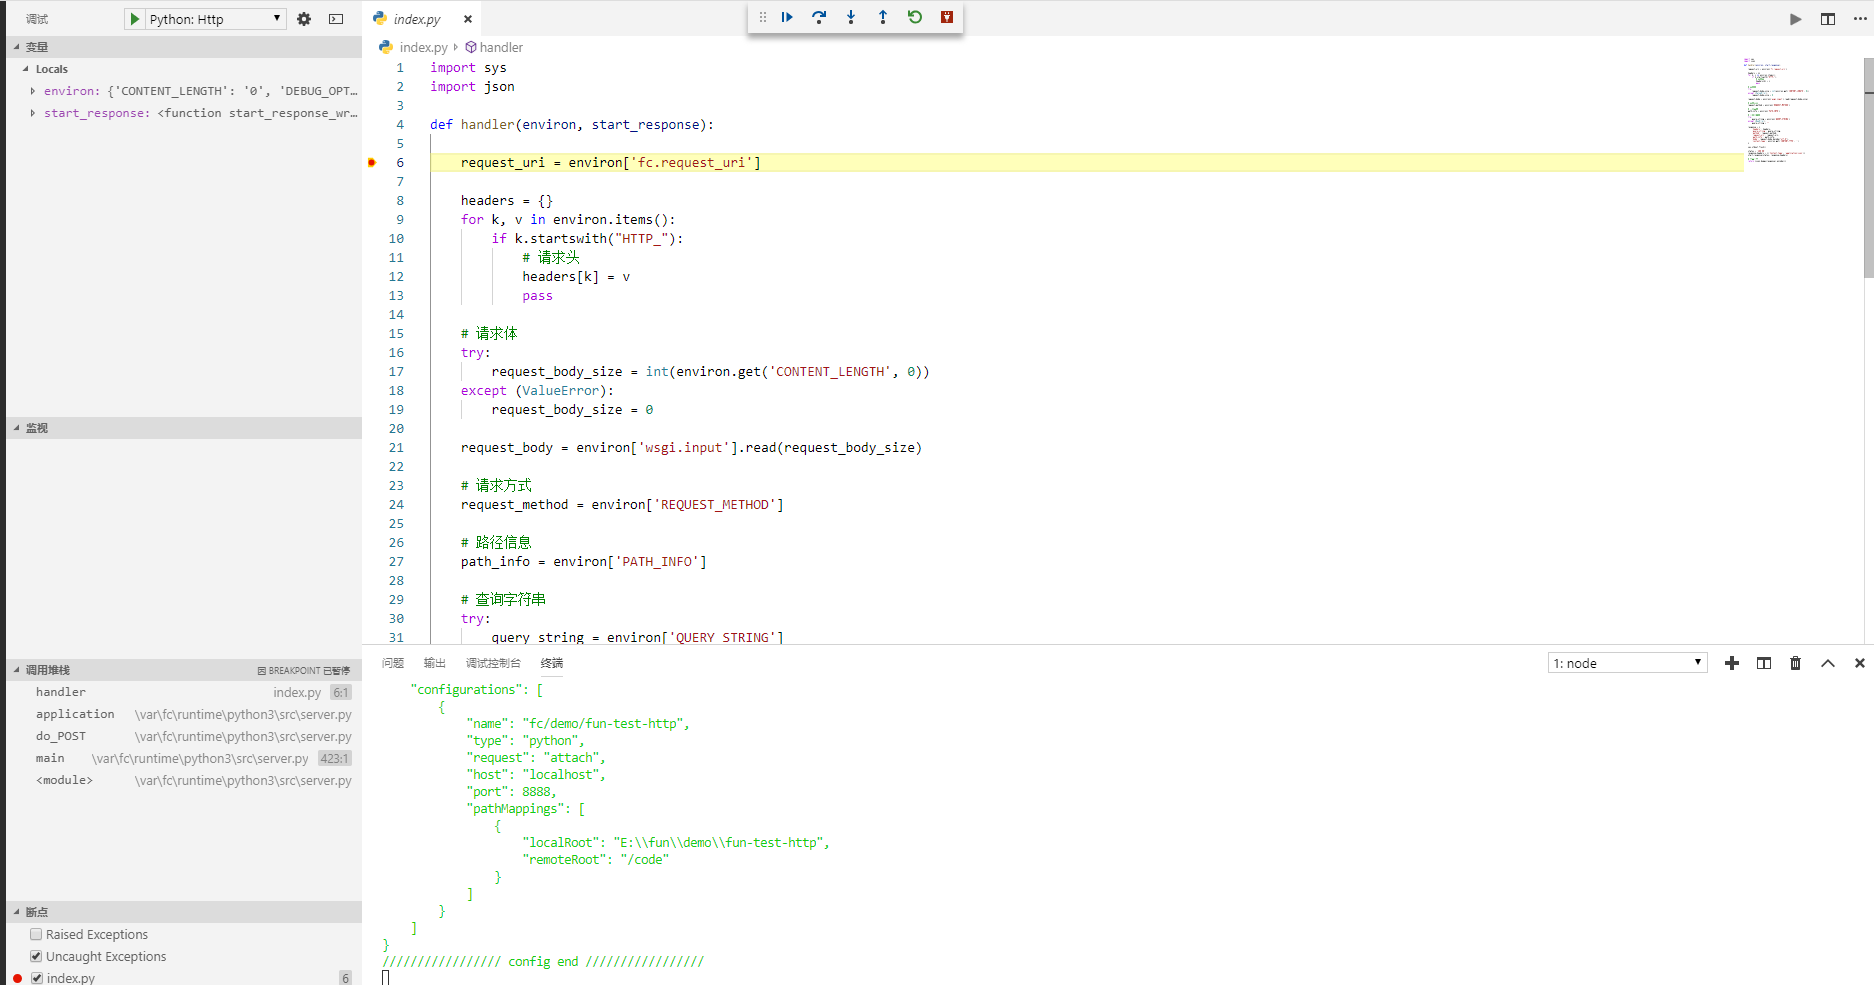 调试
Python: Http
变量
Locals
environ: {'CONTENT_LENGTH': '0', 'DEBUG_OPT...
start_response: <function start_response_wr...
监视
调用堆栈
因 BREAKPOINT 已暂停
handler index.py 6:1
application \var\fc\runtime\python3\src\server.py
do_POST \var\fc\runtime\python3\src\server.py
main \var\fc\runtime\python3\src\server.py 423:1
<module> \var\fc\runtime\python3\src\server.py
断点
Raised Exceptions
Uncaught Exceptions
index.py 6
index.py
index.py handler
1 import sys
2 import json
3
4 def handler(environ, start_response):
5
6 request_uri = environ['fc.request_uri']
7
8 headers = {}
9 for k, v in environ.items():
10 if k.startswith("HTTP_"):
11 # 请求头
12 headers[k] = v
13 pass
14
15 # 请求体
16 try:
17 request_body_size = int(environ.get('CONTENT_LENGTH', 0))
18 except (ValueError):
19 request_body_size = 0
20
21 request_body = environ['wsgi.input'].read(request_body_size)
22
23 # 请求方式
24 request_method = environ['REQUEST_METHOD']
25
26 # 路径信息
27 path_info = environ['PATH_INFO']
28
29 # 查询字符串
30 try:
31 query_string = environ['QUERY_STRING']
问题 输出 调试控制台 终端
1: node
"configurations": [
{
"name": "fc/demo/fun-test-http",
"type": "python",
"request": "attach",
"host": "localhost",
"port": 8888,
"pathMappings": [
{
"localRoot": "E:\\fun\\demo\\fun-test-http",
"remoteRoot": "/code"
}
]
}
]
}
///////////////// config end /////////////////